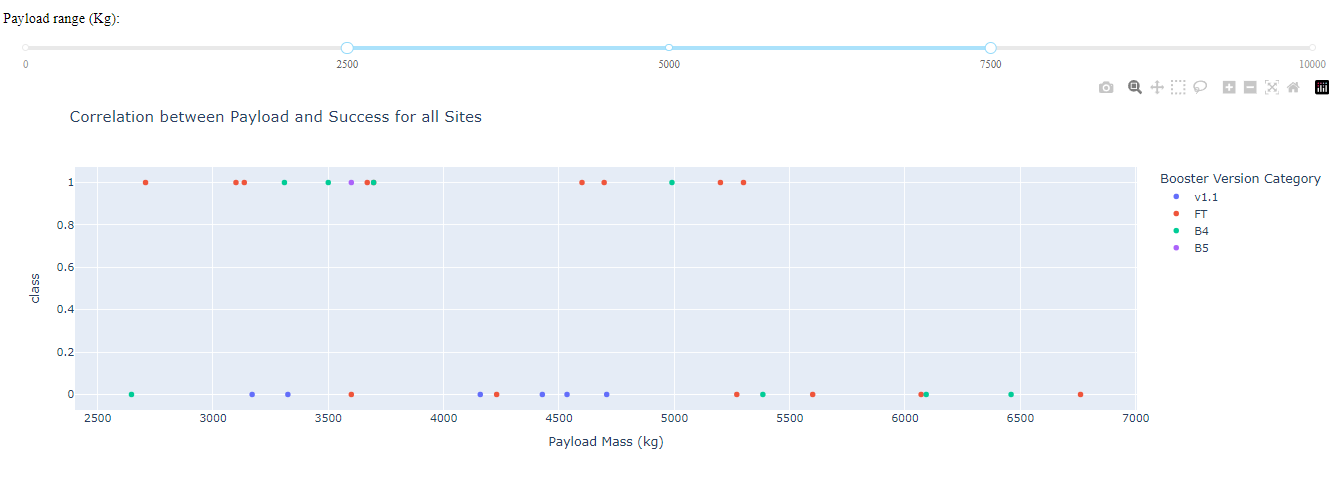 Payload range (Kg):
0 2500 5000 7500 10000
Correlation between Payload and Success for all Sites
1
0.8
0.6
0.4
0.2
0
class
2500 3000 3500 4000 4500 5000 5500 6000 6500 7000
Payload Mass (kg)
Booster Version Category
v1.1
FT
B4
B5